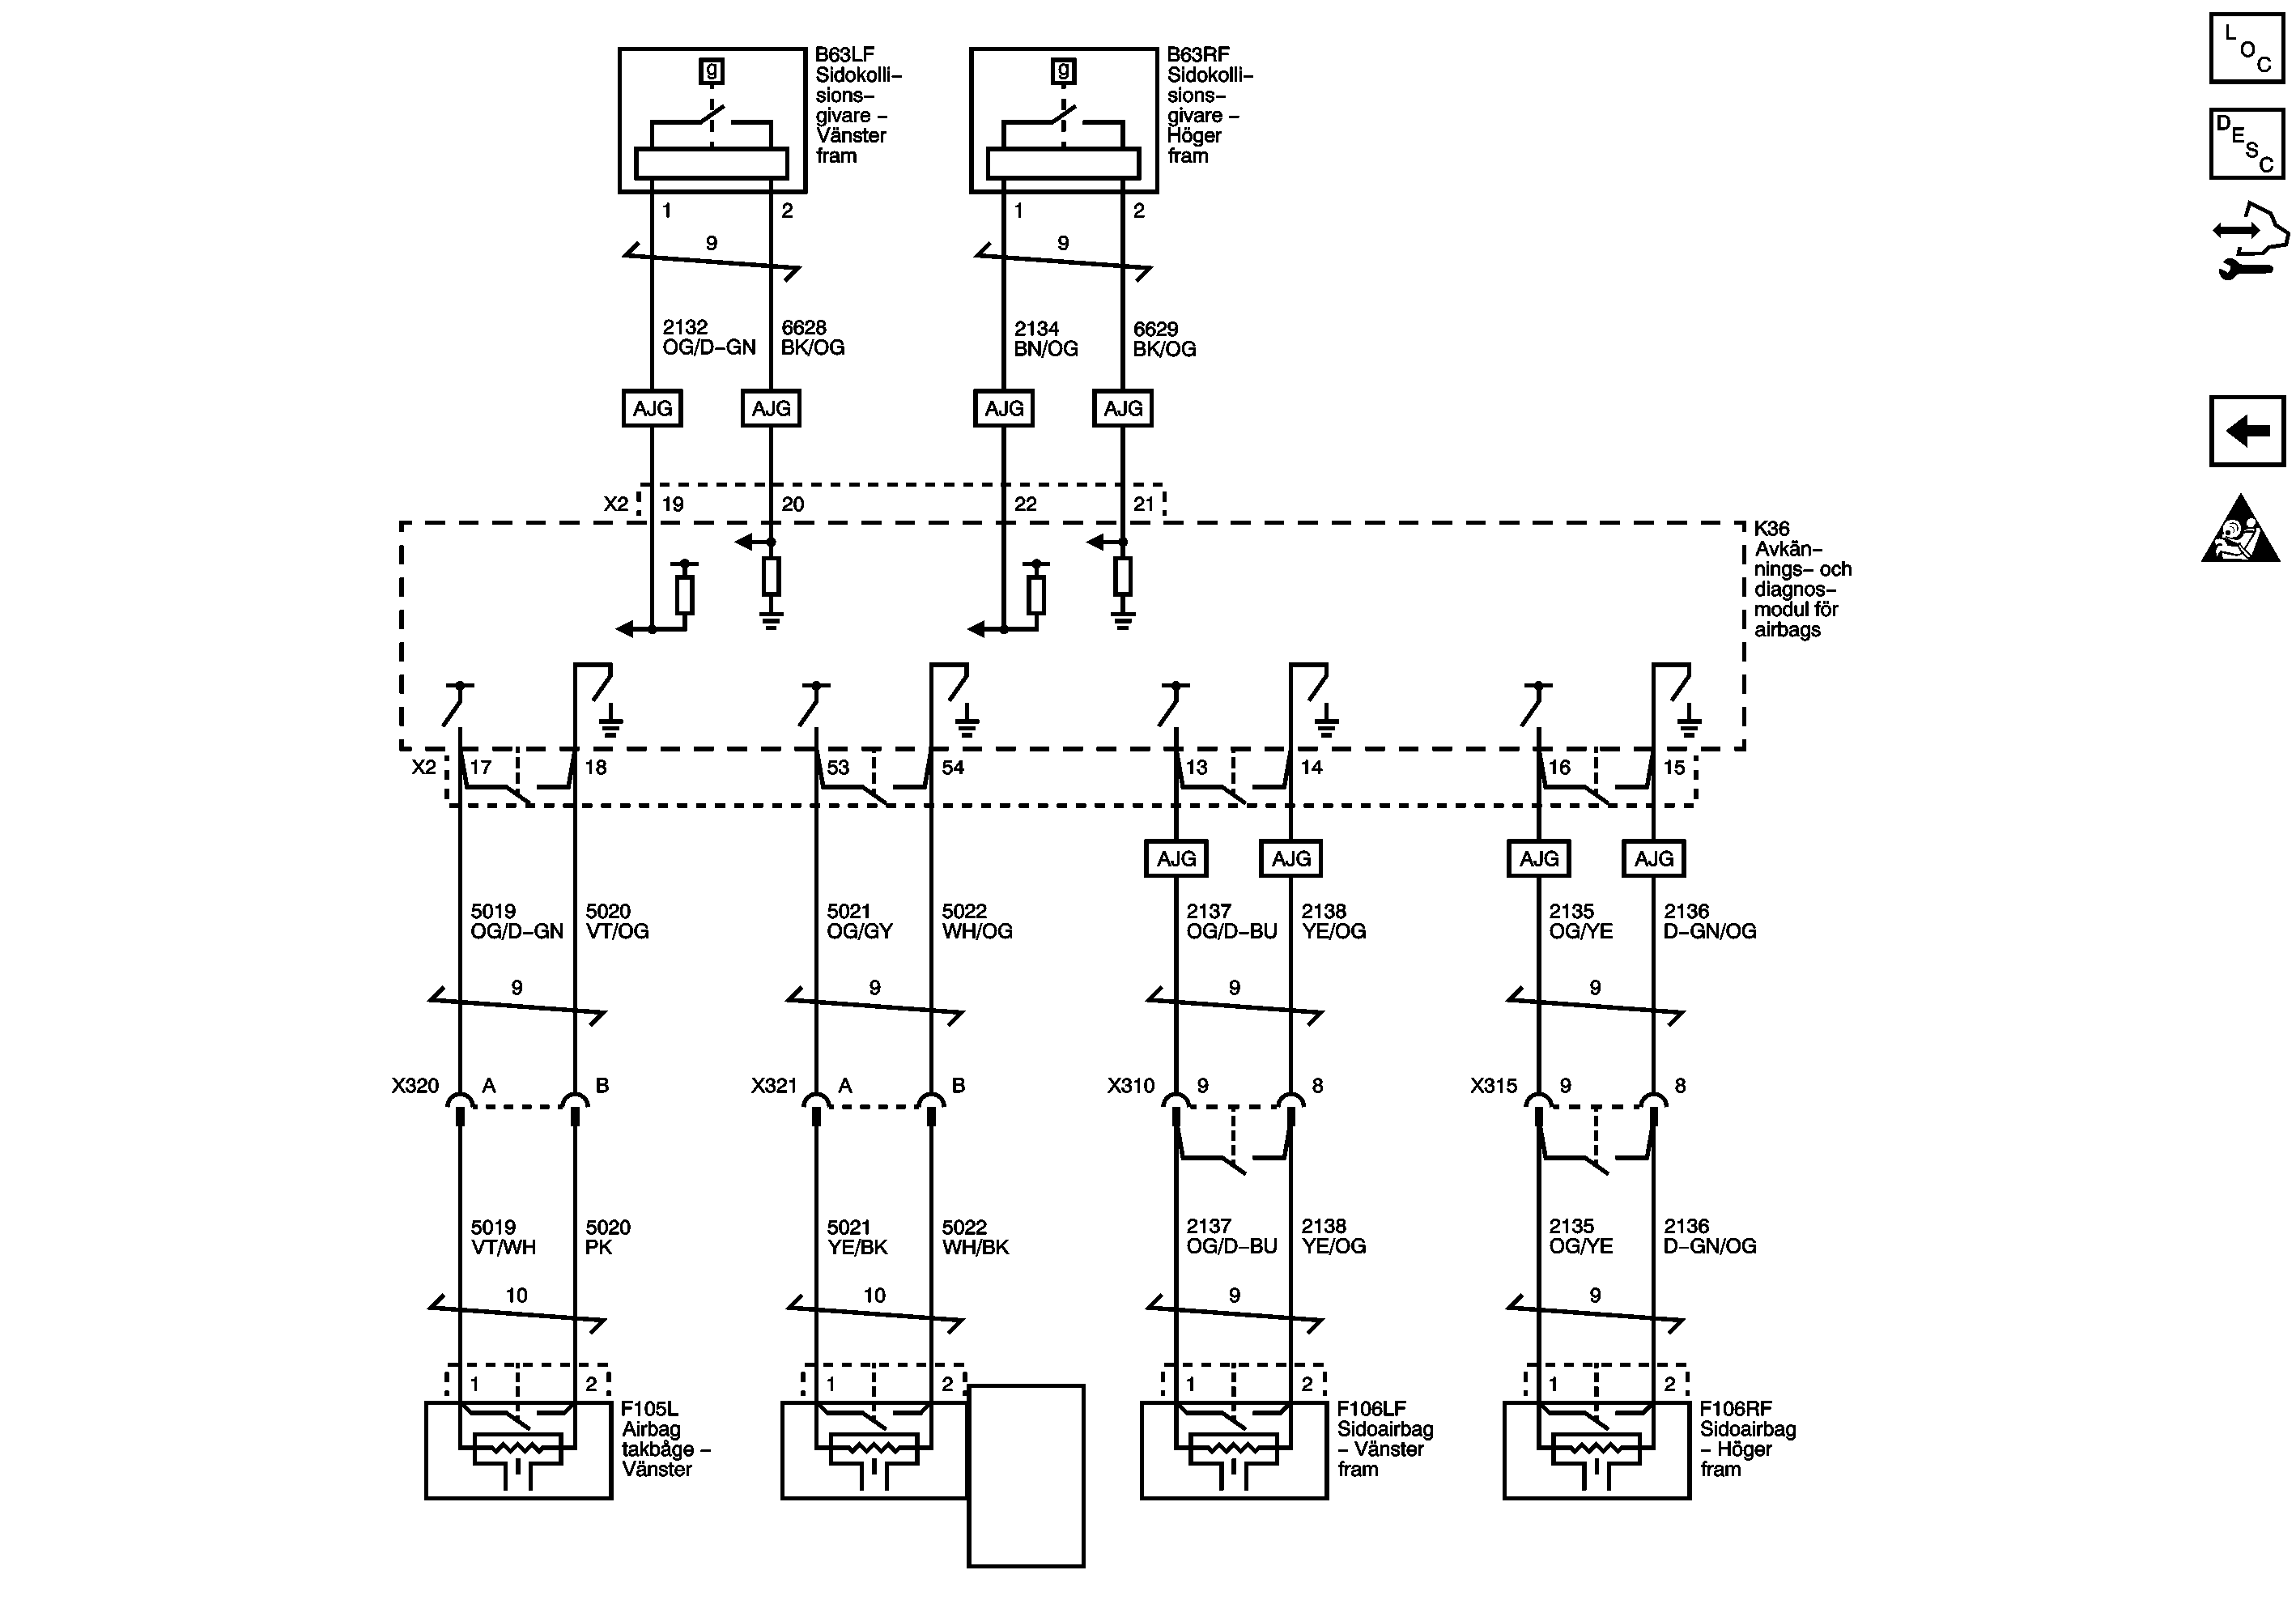 B63LF
Sidokolli-
sions-
givare -
Vänster
fram
g
1 2
9
2132
OG/D-GN
6628
BK/OG
AJG AJG
B63RF
Sidokolli-
sions-
givare -
Höger
fram
g
1 2
9
2134
BN/OG
6629
BK/OG
AJG AJG
L
O
C
D
E
S
C
X2 19 20 22 21
K36
Avkän-
nings- och
diagnos-
modul för
airbags
X2 17 18 53 54 13 14 16 15
AJG AJG AJG AJG
5019
OG/D-GN
5020
VT/OG
5021
OG/GY
5022
WH/OG
2137
OG/D-BU
2138
YE/OG
2135
OG/YE
2136
D-GN/OG
9 9 9 9
X320 A B
X321 A B
X310 9 8
X315 9 8
5019
VT/WH
5020
PK
5021
YE/BK
5022
WH/BK
2137
OG/D-BU
2138
YE/OG
2135
OG/YE
2136
D-GN/OG
10 10 9 9
1 2 1 2 1 2 1 2
F105L
Airbag
takbåge -
Vänster
F106LF
Sidoairbag
- Vänster
fram
F106RF
Sidoairbag
- Höger
fram